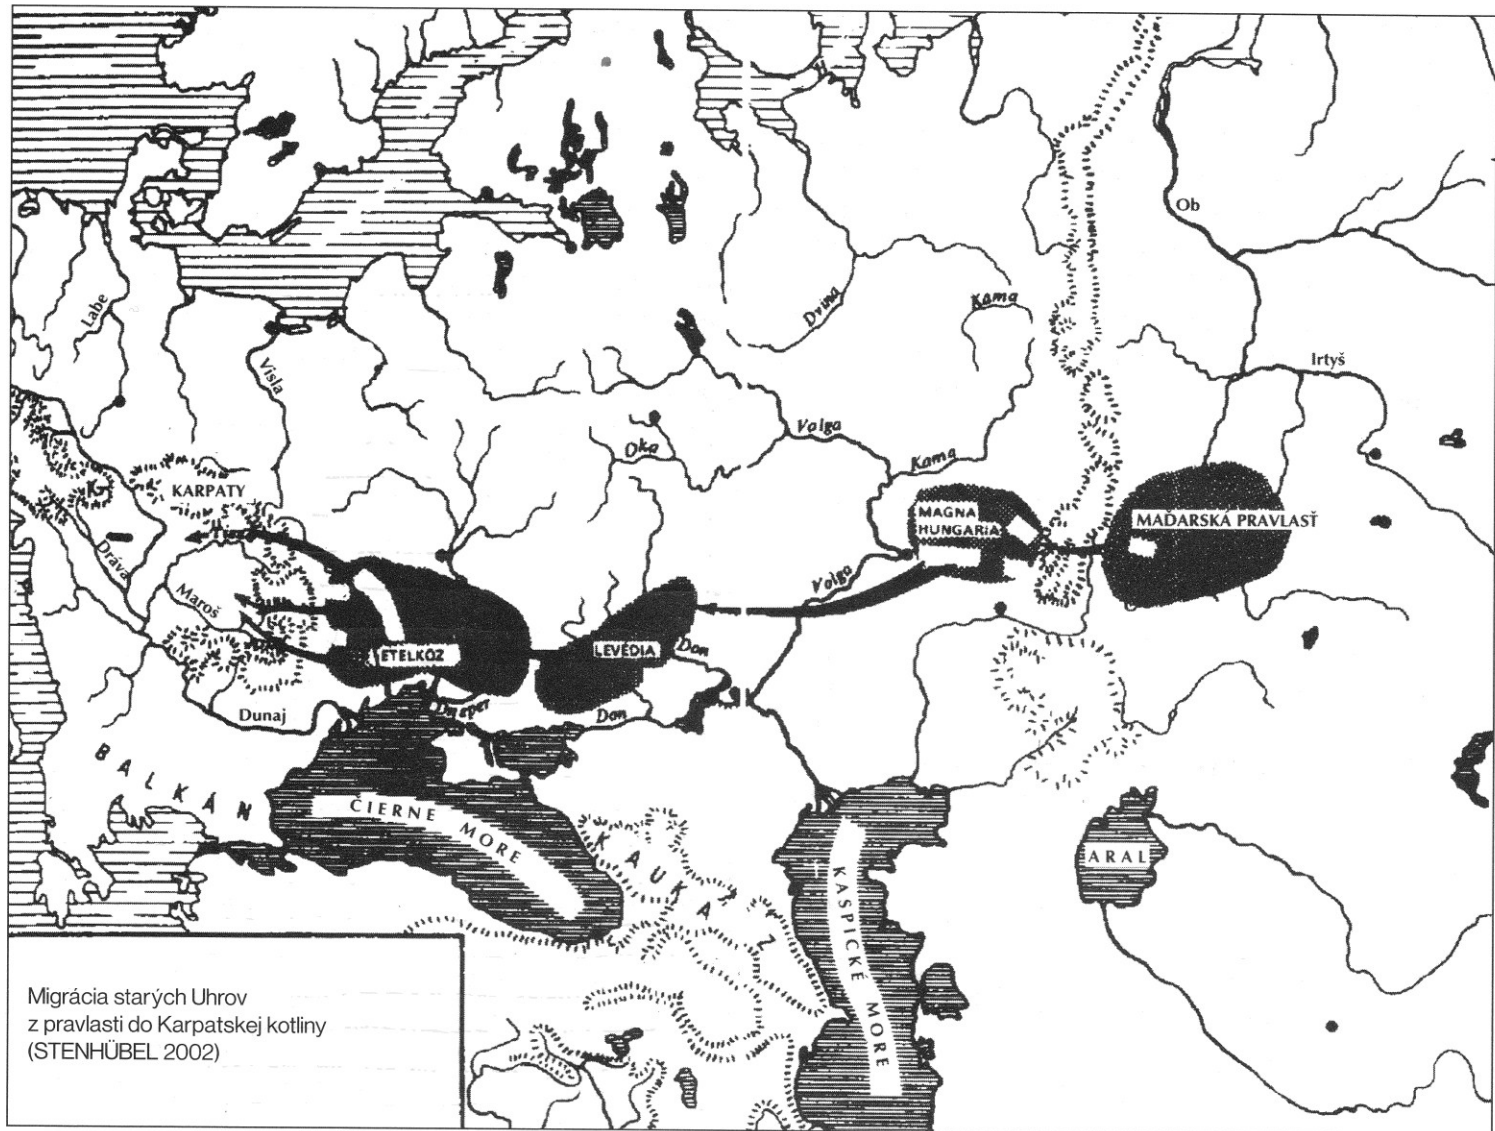 Ob
Labe
Visla
Dvina
Kama
Irtyš
Volga
Oka
Kama
KARPATY
MAGNA
HUNGARIA
MAĎARSKA PRAVLASŤ
Dráva
Volga
Maroš
ETELKÖZ
LEVÉDIA
Don
Dunaj
Dneper
Don
BALKÁN
ČIERNE MORE
KAUKAZ
KASPICKÉ MORE
ARAL
Migrácia starých Uhrov
z pravlasti do Karpatskej kotliny
(STENHÜBEL 2002)